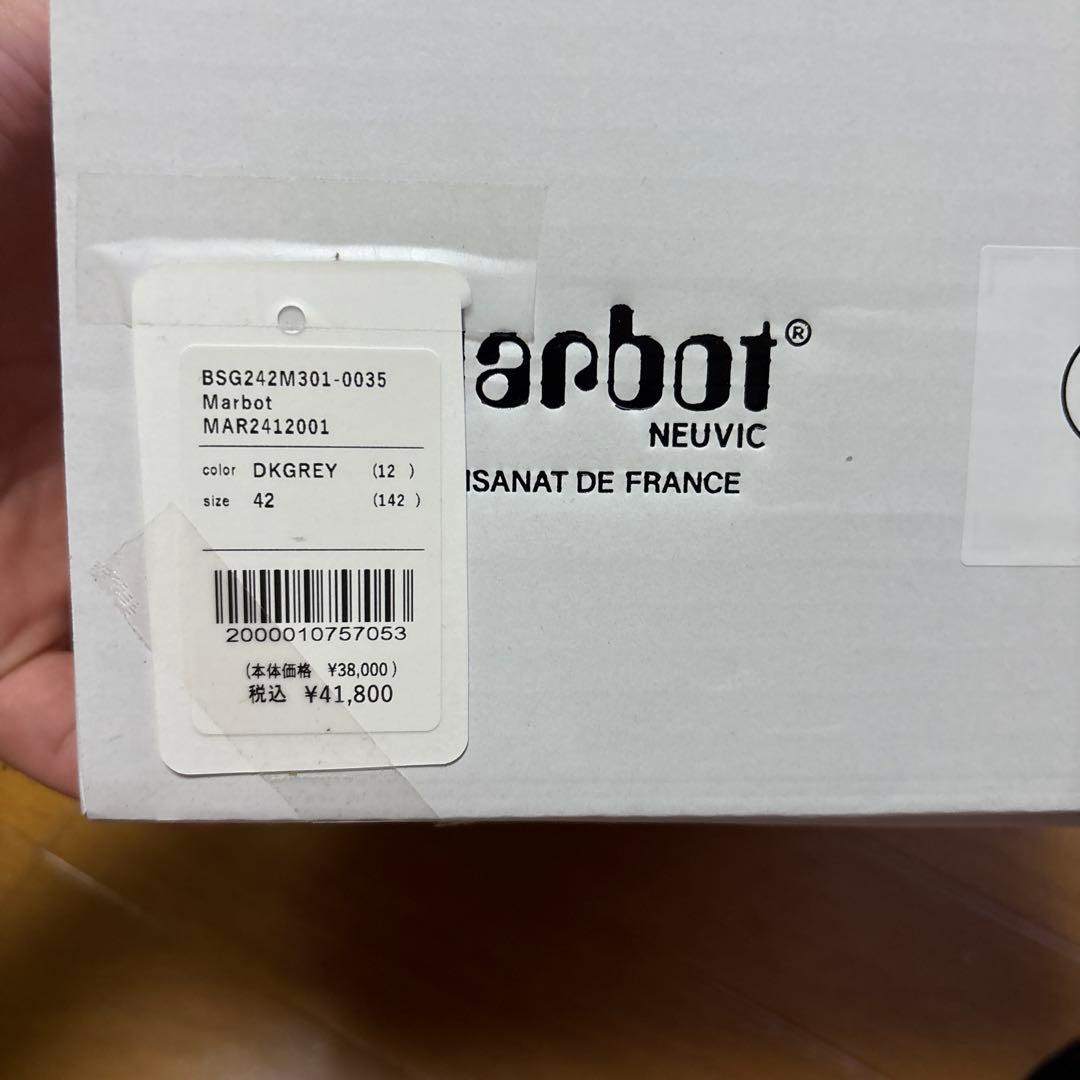 BSG242M301-0035
Marbot
MAR2412001
color DKGREY (12 )
size 42 (142 )
2000010757053
(本体価格 ¥38,000)
税込 ¥41,800
arbot®
NEUVIC
ISANAT DE FRANCE